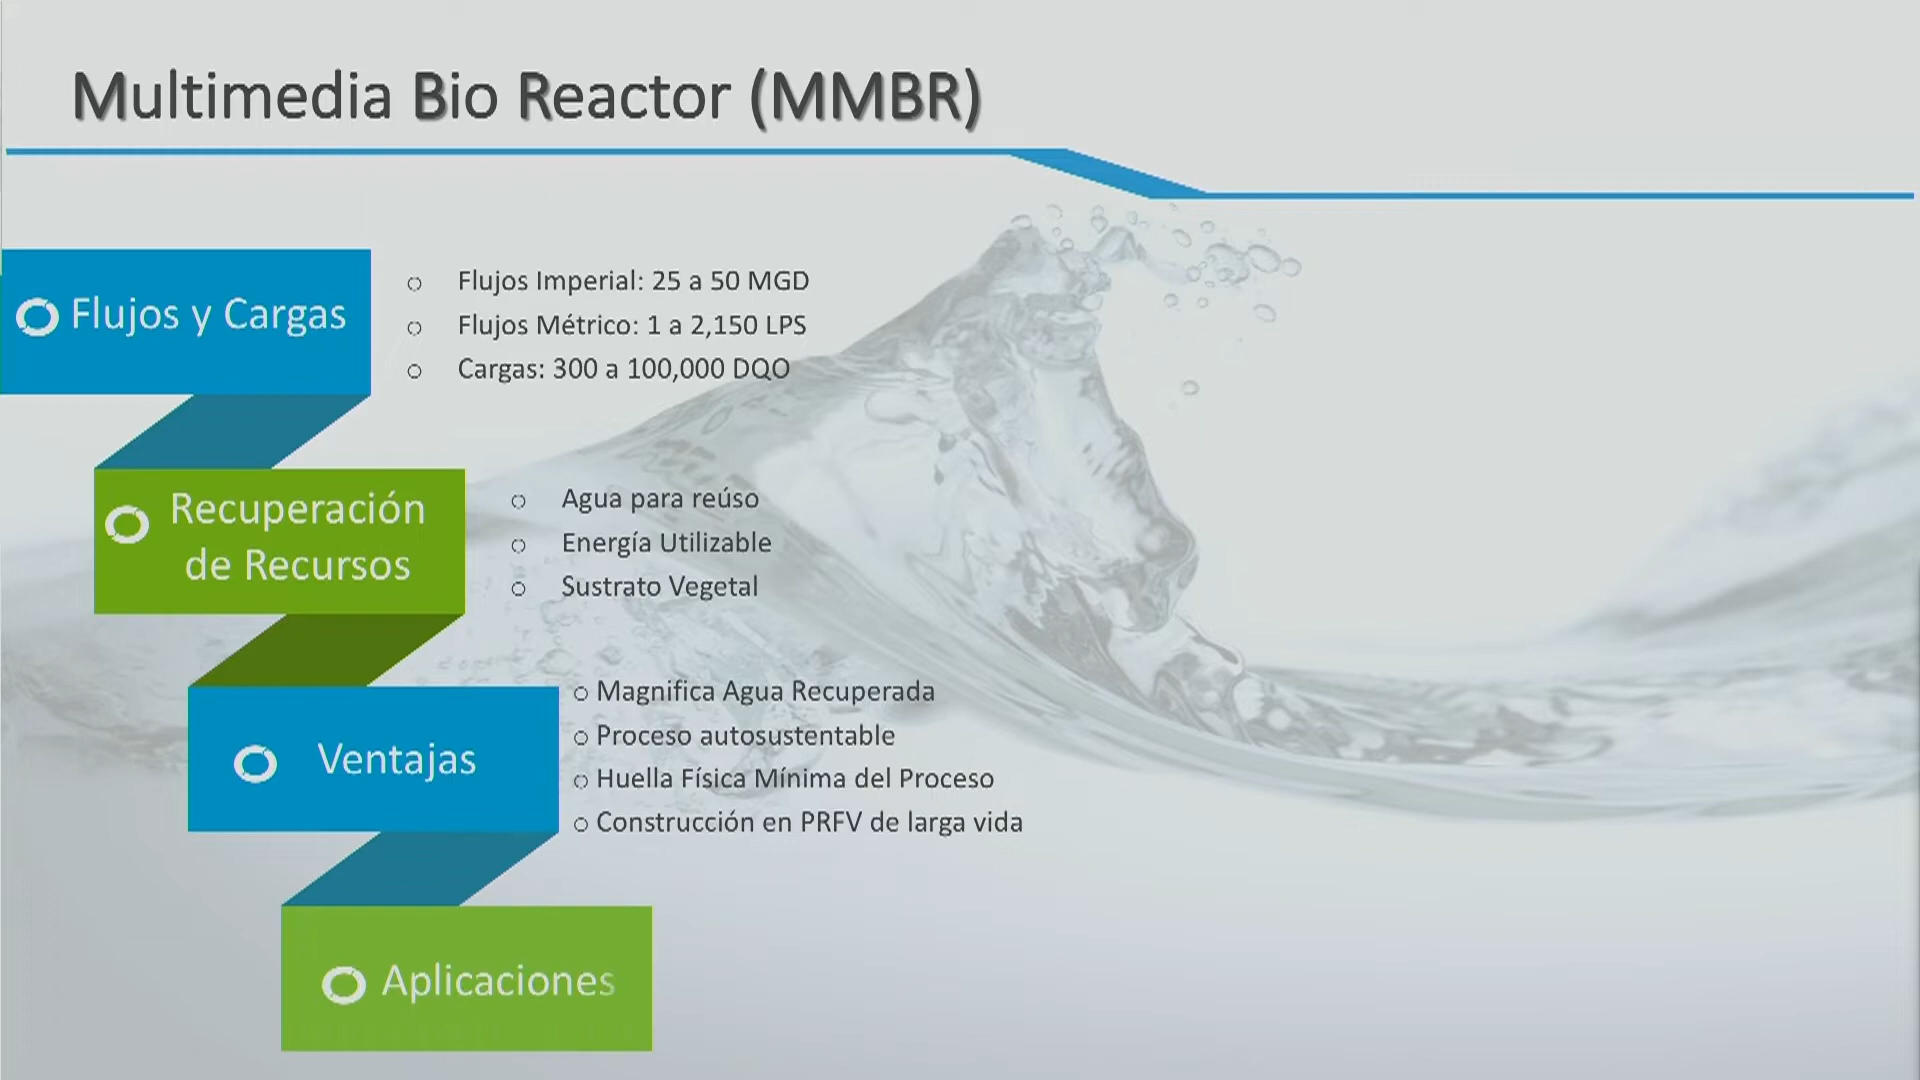 Multimedia Bio Reactor (MMBR)
Flujos y Cargas
Flujos Imperial: 25 a 50 MGD
Flujos Métrico: 1 a 2,150 LPS
Cargas: 300 a 100,000 DQO
Recuperación
de Recursos
Agua para reúso
Energía Utilizable
Sustrato Vegetal
Ventajas
Magnifica Agua Recuperada
Proceso autosustentable
Huella Física Mínima del Proceso
Construcción en PRFV de larga vida
Aplicaciones